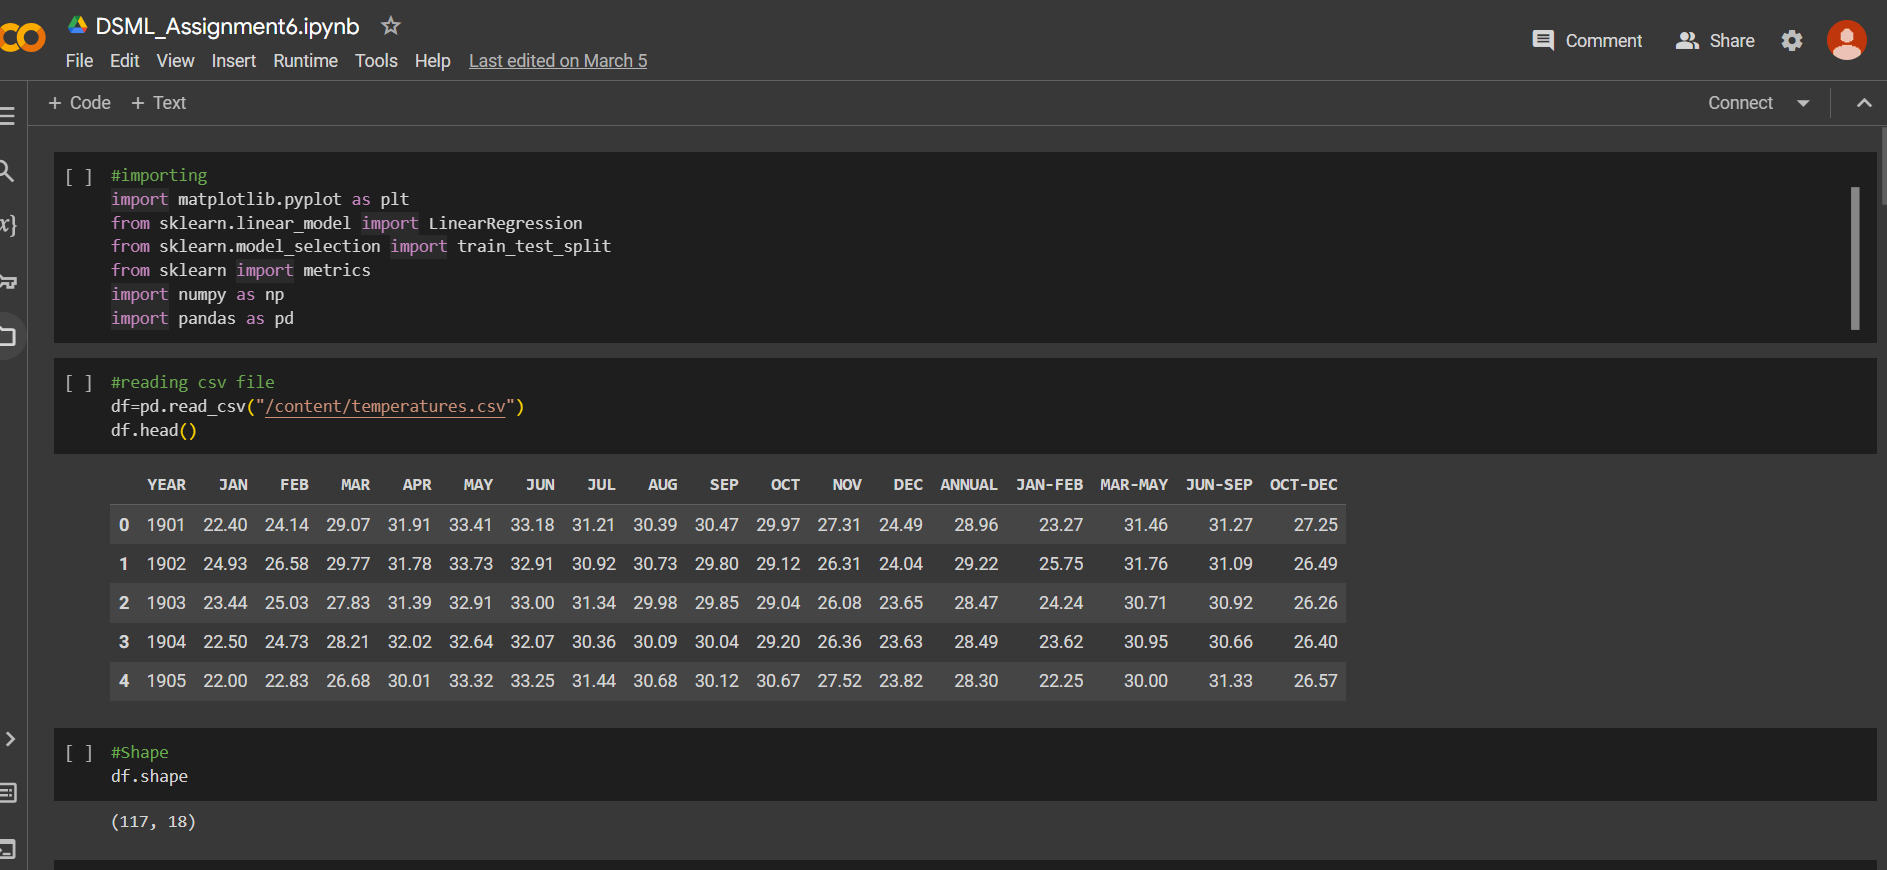 DSML_Assignment6.ipynb
File Edit View Insert Runtime Tools Help Last edited on March 5
Comment Share
+ Code + Text
Connect
[ ] #importing
import matplotlib.pyplot as plt
from sklearn.linear_model import LinearRegression
from sklearn.model_selection import train_test_split
from sklearn import metrics
import numpy as np
import pandas as pd
[ ] #reading csv file
df=pd.read_csv("/content/temperatures.csv")
df.head()
YEAR JAN FEB MAR APR MAY JUN JUL AUG SEP OCT NOV DEC ANNUAL JAN-FEB MAR-MAY JUN-SEP OCT-DEC
0 1901 22.40 24.14 29.07 31.91 33.41 33.18 31.21 30.39 30.47 29.97 27.31 24.49 28.96 23.27 31.46 31.27 27.25
1 1902 24.93 26.58 29.77 31.78 33.73 32.91 30.92 30.73 29.80 29.12 26.31 24.04 29.22 25.75 31.76 31.09 26.49
2 1903 23.44 25.03 27.83 31.39 32.91 33.00 31.34 29.98 29.85 29.04 26.08 23.65 28.47 24.24 30.71 30.92 26.26
3 1904 22.50 24.73 28.21 32.02 32.64 32.07 30.36 30.09 30.04 29.20 26.36 23.63 28.49 23.62 30.95 30.66 26.40
4 1905 22.00 22.83 26.68 30.01 33.32 33.25 31.44 30.68 30.12 30.67 27.52 23.82 28.30 22.25 30.00 31.33 26.57
[ ] #Shape
df.shape
(117, 18)